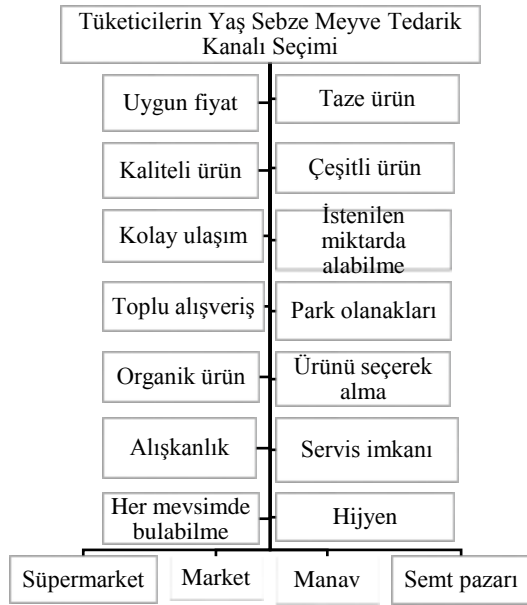 Tüketicilerin Yaş Sebze Meyve Tedarik
Kanalı Seçimi
Uygun fiyat
Taze ürün
Kaliteli ürün
Çeşitli ürün
Kolay ulaşım
İstenilen
miktarda
alabilme
Toplu alışveriş
Park olanakları
Organik ürün
Ürünü seçerek
alma
Alışkanlık
Servis imkanı
Her mevsimde
bulabilme
Hijyen
Süpermarket
Market
Manav
Semt pazarı